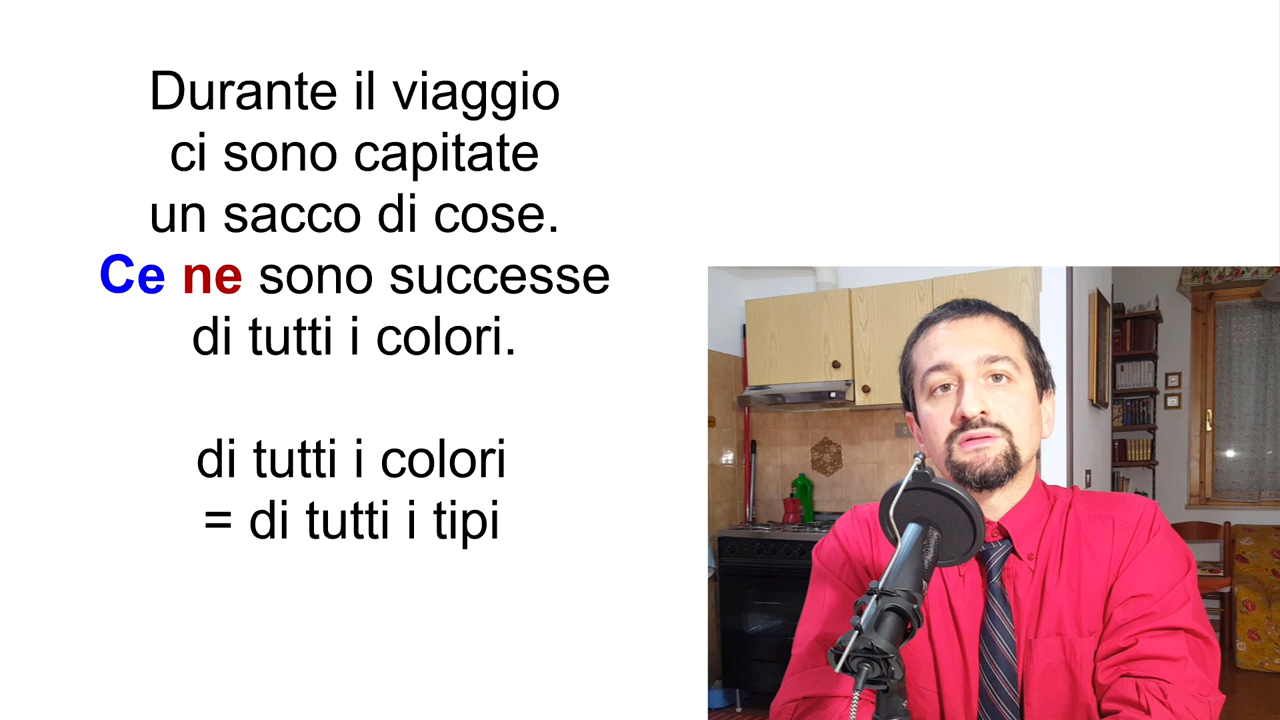 Durante il viaggio
ci sono capitate
un sacco di cose.
Ce ne sono successe
di tutti i colori.
di tutti i colori
= di tutti i tipi